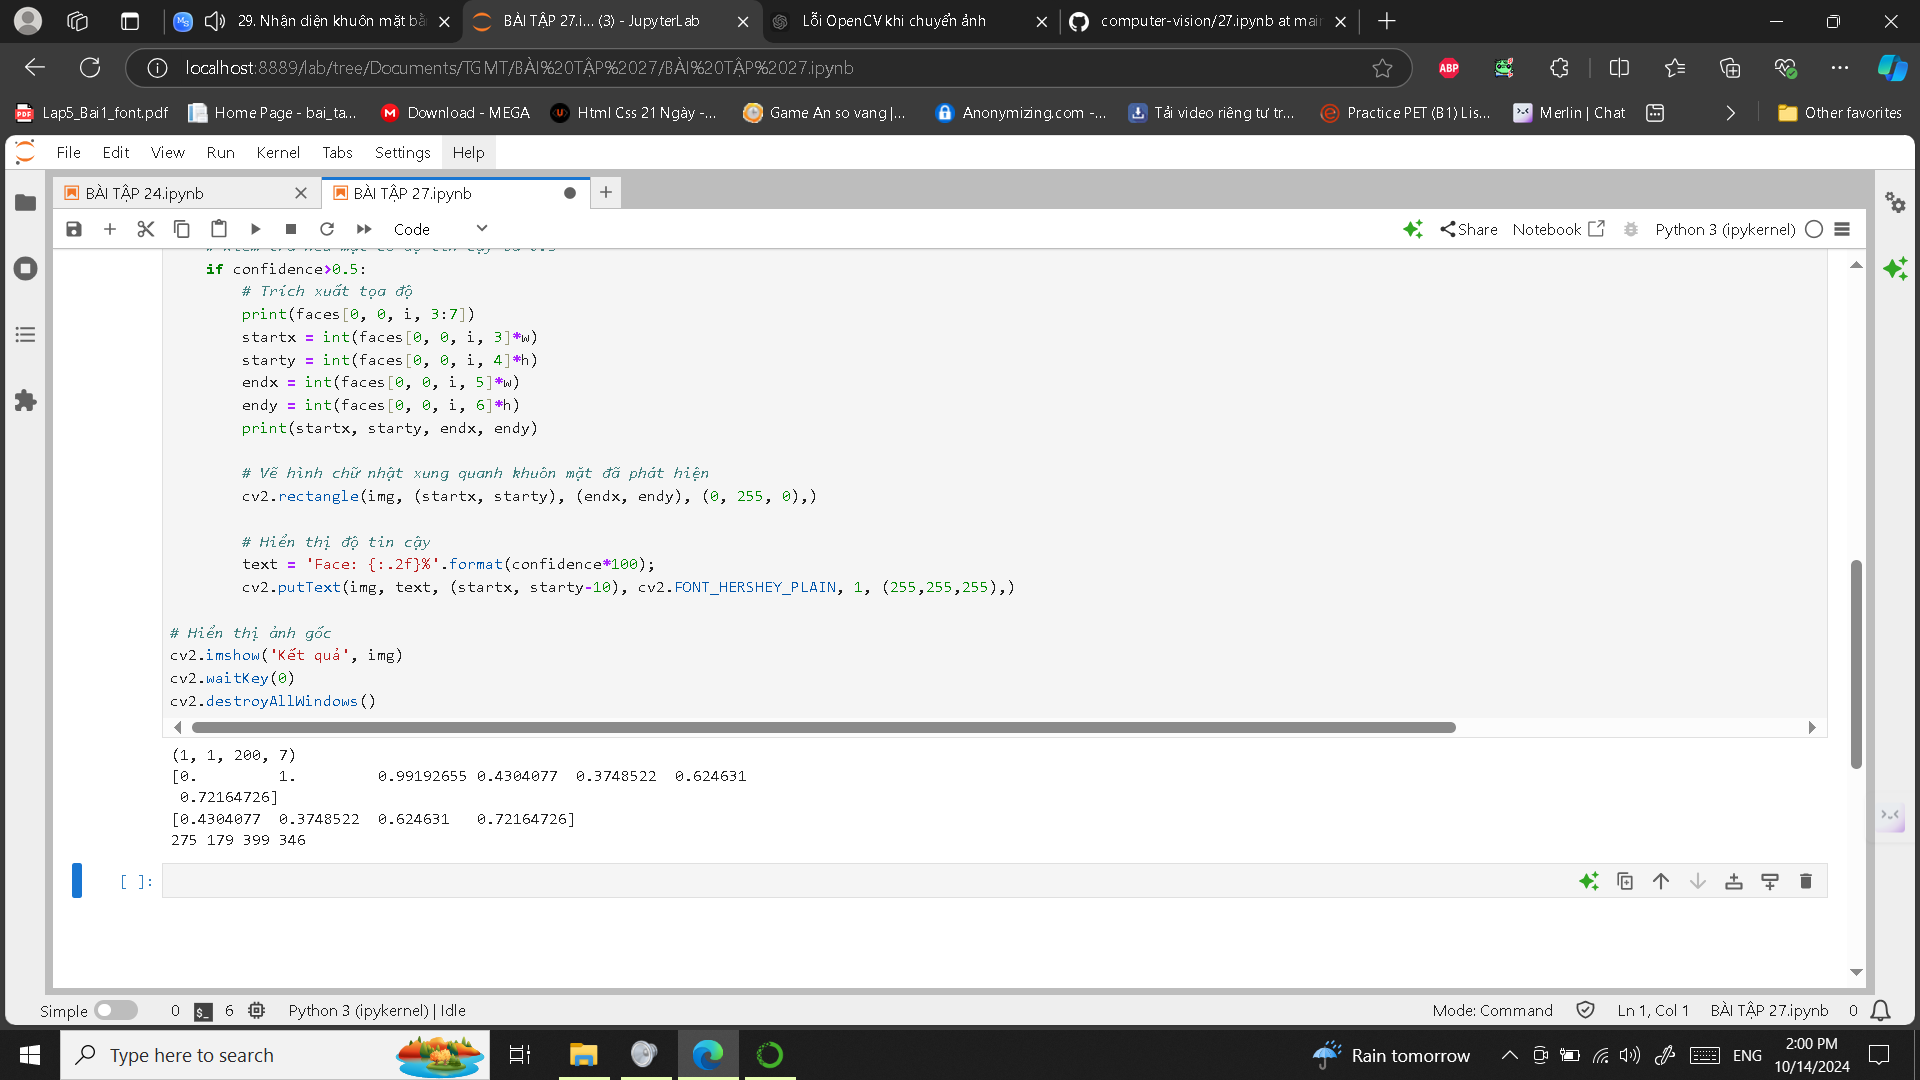 29. Nhận diện khuôn mặt bằ
BÀI TẬP 27.i... (3) - JupyterLab
Lỗi OpenCV khi chuyển ảnh
computer-vision/27.ipynb at mair
localhost:8889/lab/tree/Documents/TGMT/BÀI%20TẬP%2027/BÀI%20TẬP%2027.ipynb
ABP
Lap5_Bai1_font.pdf
Home Page - bai_ta...
Download - MEGA
Html Css 21 Ngày -...
Game An so vang |...
Anonymizing.com -...
Tải video riêng tư tr...
Practice PET (B1) Lis...
Merlin | Chat
Other favorites
File Edit View Run Kernel Tabs Settings Help
BÀI TẬP 24.ipynb
BÀI TẬP 27.ipynb
Code
Share
Notebook
Python 3 (ipykernel)
if confidence>0.5:
# Trích xuất tọa độ
print(faces[0, 0, i, 3:7])
startx = int(faces[0, 0, i, 3]*w)
starty = int(faces[0, 0, i, 4]*h)
endx = int(faces[0, 0, i, 5]*w)
endy = int(faces[0, 0, i, 6]*h)
print(startx, starty, endx, endy)
# Vẽ hình chữ nhật xung quanh khuôn mặt đã phát hiện
cv2.rectangle(img, (startx, starty), (endx, endy), (0, 255, 0),)
# Hiển thị độ tin cậy
text = 'Face: {:.2f}%'.format(confidence*100);
cv2.putText(img, text, (startx, starty-10), cv2.FONT_HERSHEY_PLAIN, 1, (255,255,255),)
# Hiển thị ảnh gốc
cv2.imshow('Kết quả', img)
cv2.waitKey(0)
cv2.destroyAllWindows()
(1, 1, 200, 7)
[0. 1. 0.99192655 0.4304077 0.3748522 0.624631
0.72164726]
[0.4304077 0.3748522 0.624631 0.72164726]
275 179 399 346
[ ]:
Simple
0
6
Python 3 (ipykernel) | Idle
Mode: Command
Ln 1, Col 1
BÀI TẬP 27.ipynb
0
Type here to search
Rain tomorrow
ENG
2:00 PM
10/14/2024